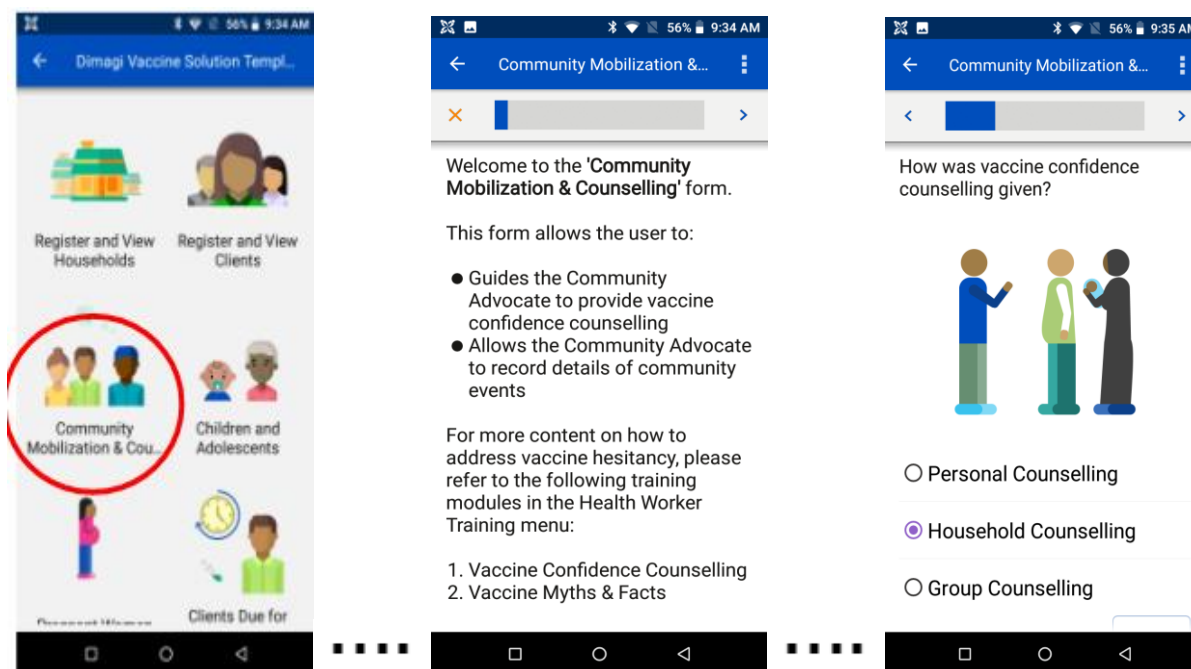 56% 9:34 AM
Dimagi Vaccine Solution Templ...
Register and View
Households
Register and View
Clients
Community
Mobilization & Cou...
Children and
Adolescents
Clients Due for
56% 9:34 AM
Community Mobilization &...
Welcome to the 'Community
Mobilization & Counselling' form.
This form allows the user to:
● Guides the Community
Advocate to provide vaccine
confidence counselling
● Allows the Community Advocate
to record details of community
events
For more content on how to
address vaccine hesitancy, please
refer to the following training
modules in the Health Worker
Training menu:
1. Vaccine Confidence Counselling
2. Vaccine Myths & Facts
56% 9:35 AM
Community Mobilization &...
How was vaccine confidence
counselling given?
Personal Counselling
Household Counselling
Group Counselling